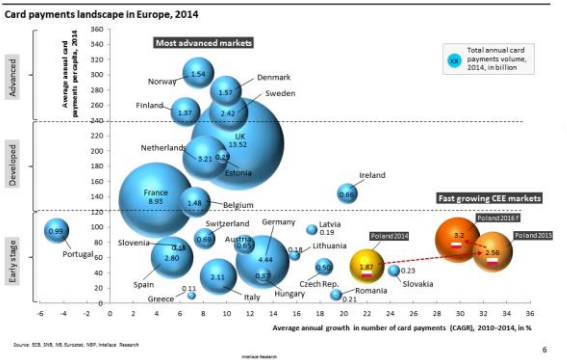 Card payments landscape in Europe, 2014
Average annual card
payments per capita, 2014
360
340
320
300
280
260
240
220
200
180
160
140
120
100
80
60
40
20
0
Advanced
Developed
Early stage
Most advanced markets
Total annual card
payments volume,
2014, in billion
XX
Norway
1.54
Denmark
1.57
Finland
1.37
Sweden
2.42
UK
13.52
Netherlands
3.21
0.29
Estonia
Ireland
0.66
France
8.93
1.48
Belgium
Fast growing CEE markets
Poland 2016 F
3.2
Poland 2015
2.56
Poland 2014
1.87
0.99
Portugal
Switzerland
0.69
Germany
4.44
Latvia
0.19
Slovenia
0.18
Austria
0.65
0.18
Lithuania
Spain
2.80
2.11
Italy
0.37
Hungary
0.50
Czech Rep.
0.23
Slovakia
Greece
0.11
Romania
0.21
-6 -4 -2 0 2 4 6 8 10 12 14 16 18 20 22 24 26 28 30 32 34 36
Average annual growth in number of card payments (CAGR), 2010–2014, in %
Source: ECB, SNB, NB, Eurostat, NBP, Intelace Research
Intelace Research
6